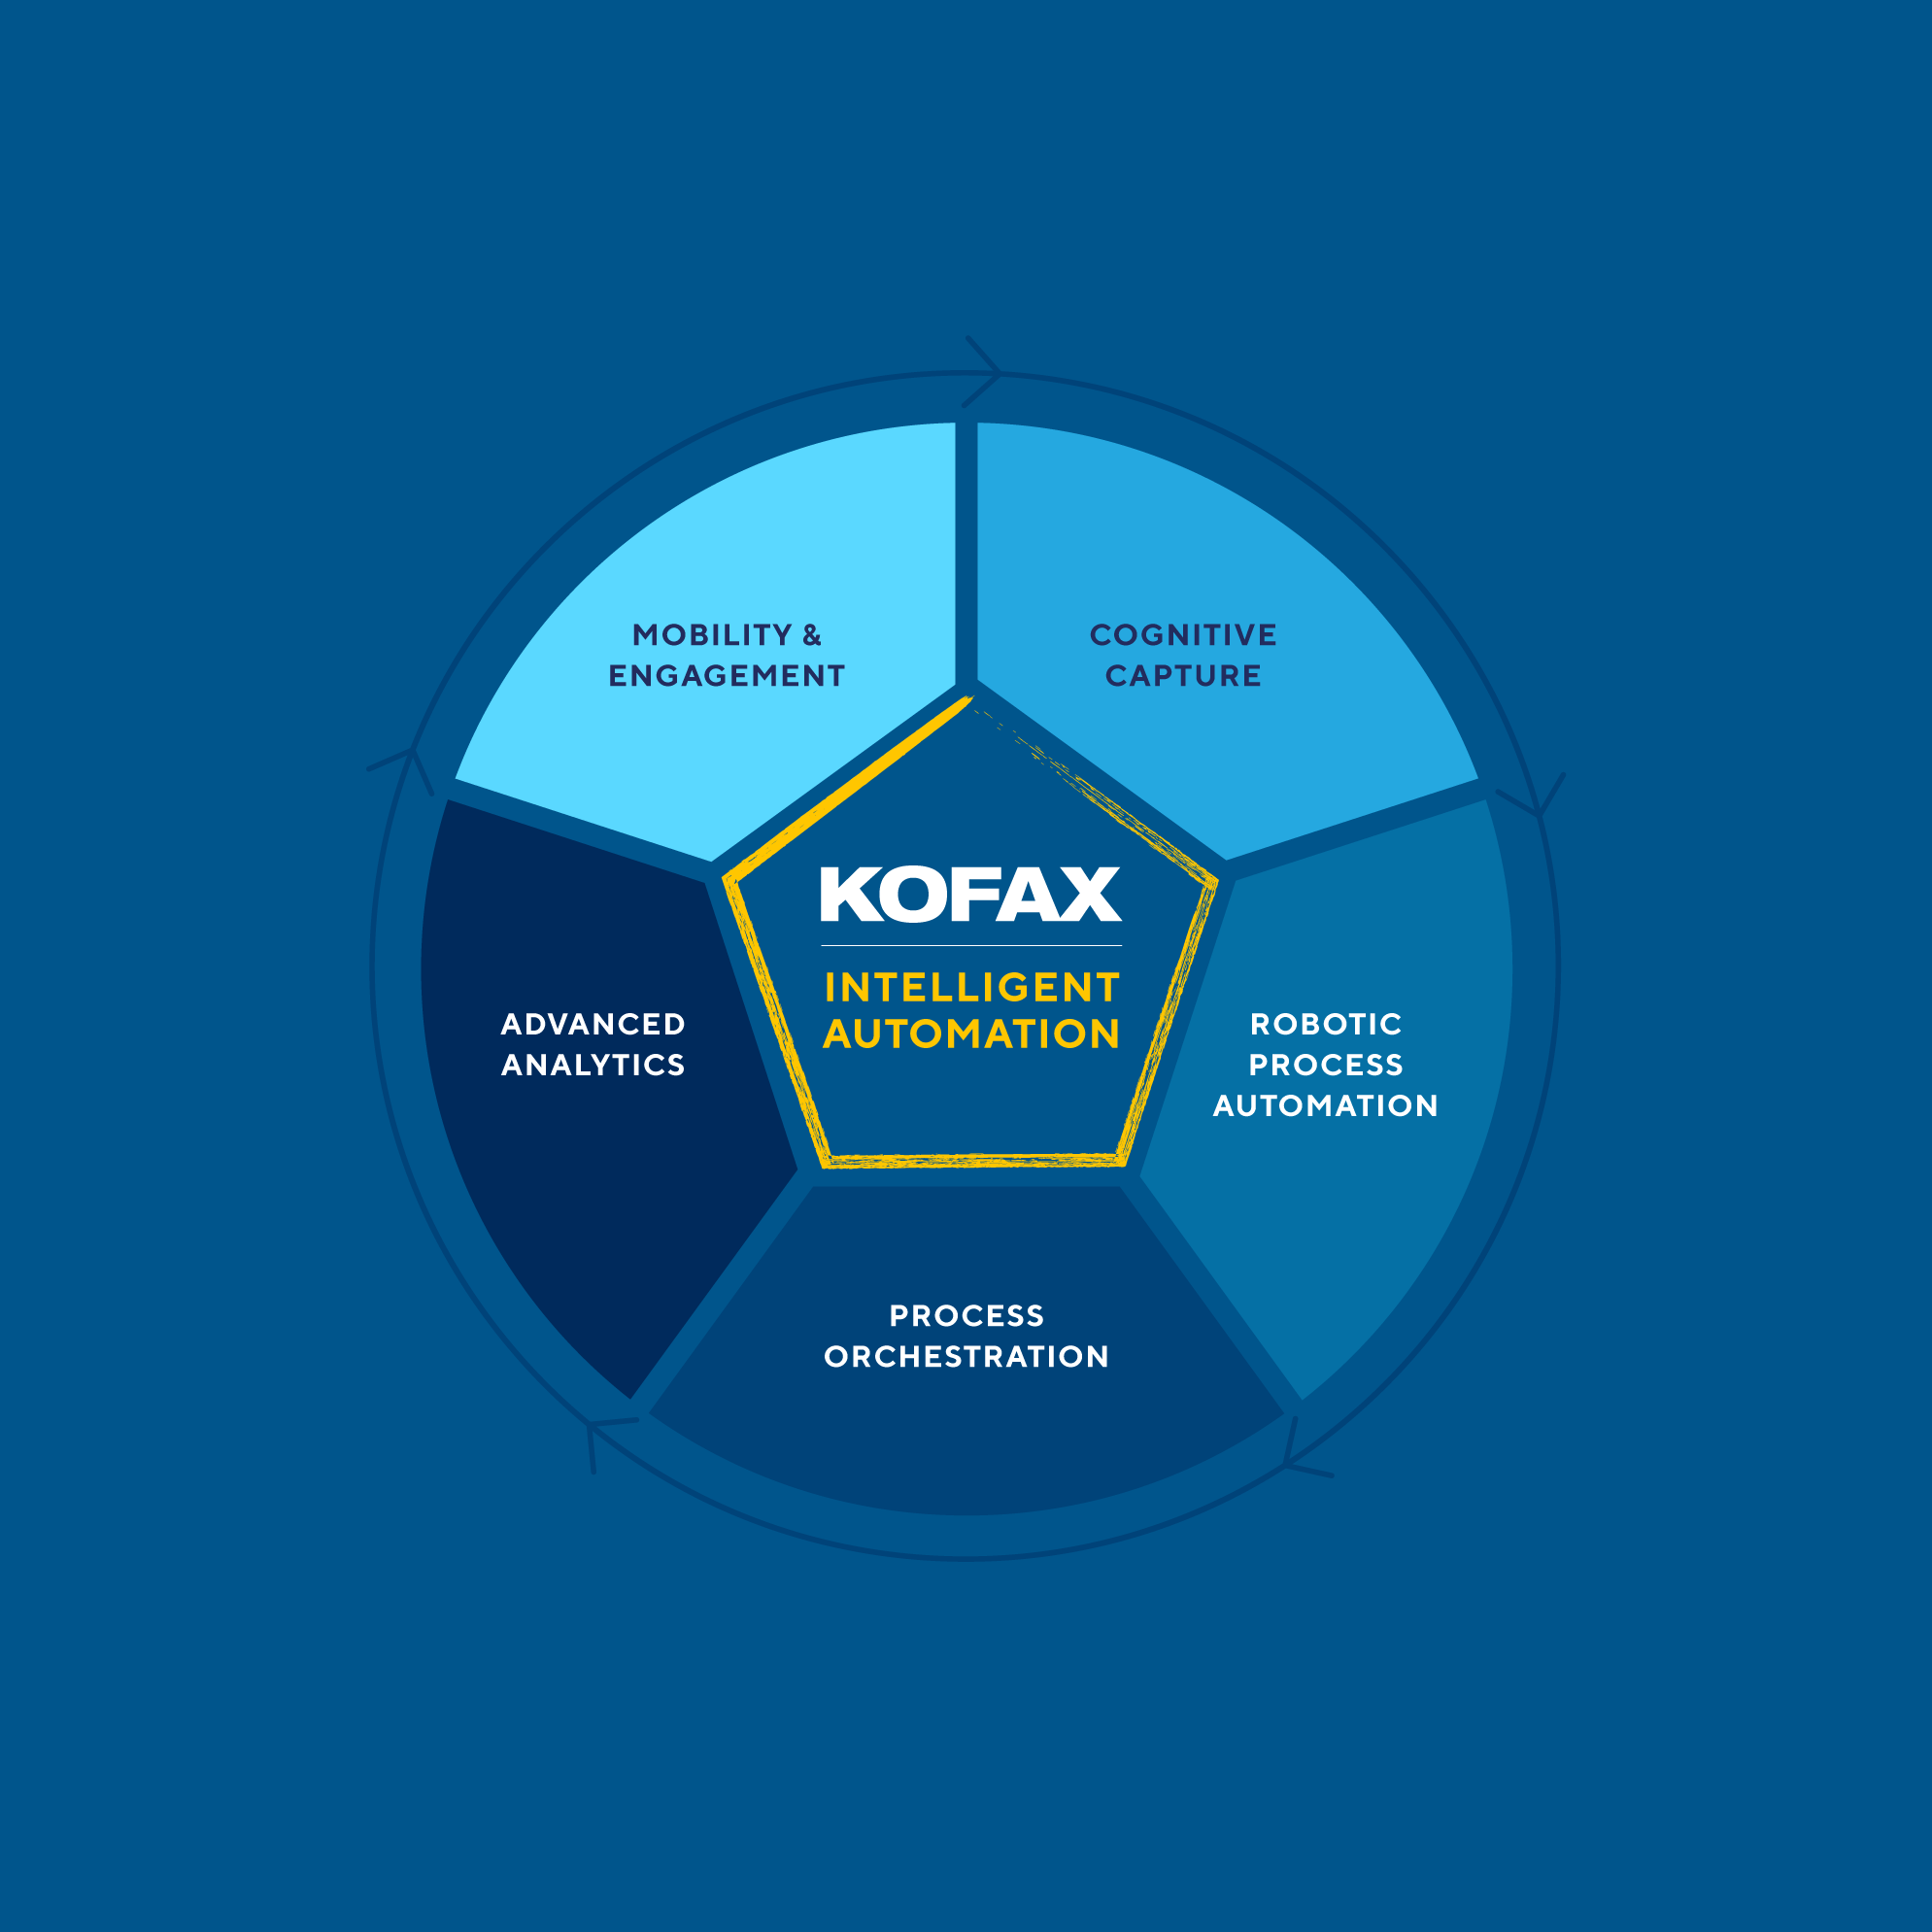 MOBILITY &
ENGAGEMENT
COGNITIVE
CAPTURE
KOFAX
INTELLIGENT
AUTOMATION
ADVANCED
ANALYTICS
ROBOTIC
PROCESS
AUTOMATION
PROCESS
ORCHESTRATION